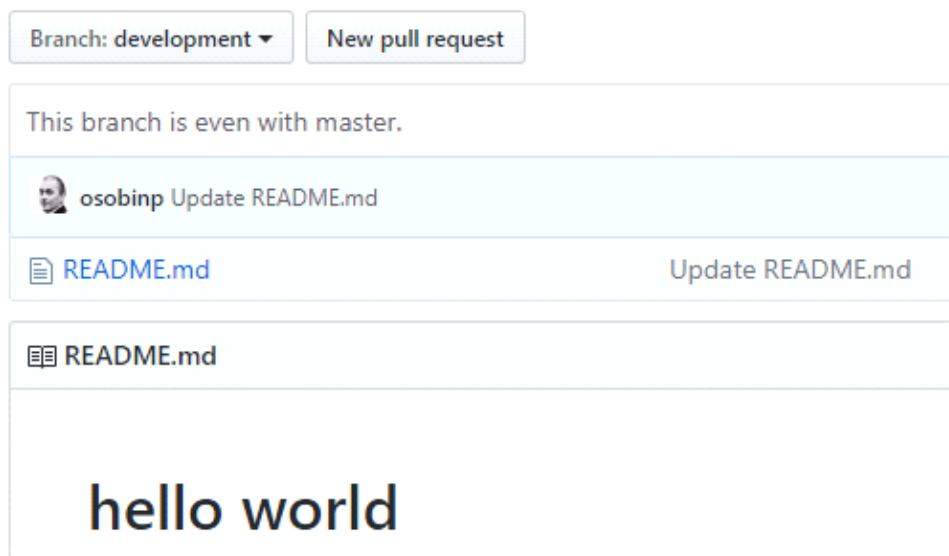 Branch: development New pull request
This branch is even with master.
osobinp Update README.md
README.md Update README.md
README.md
hello world